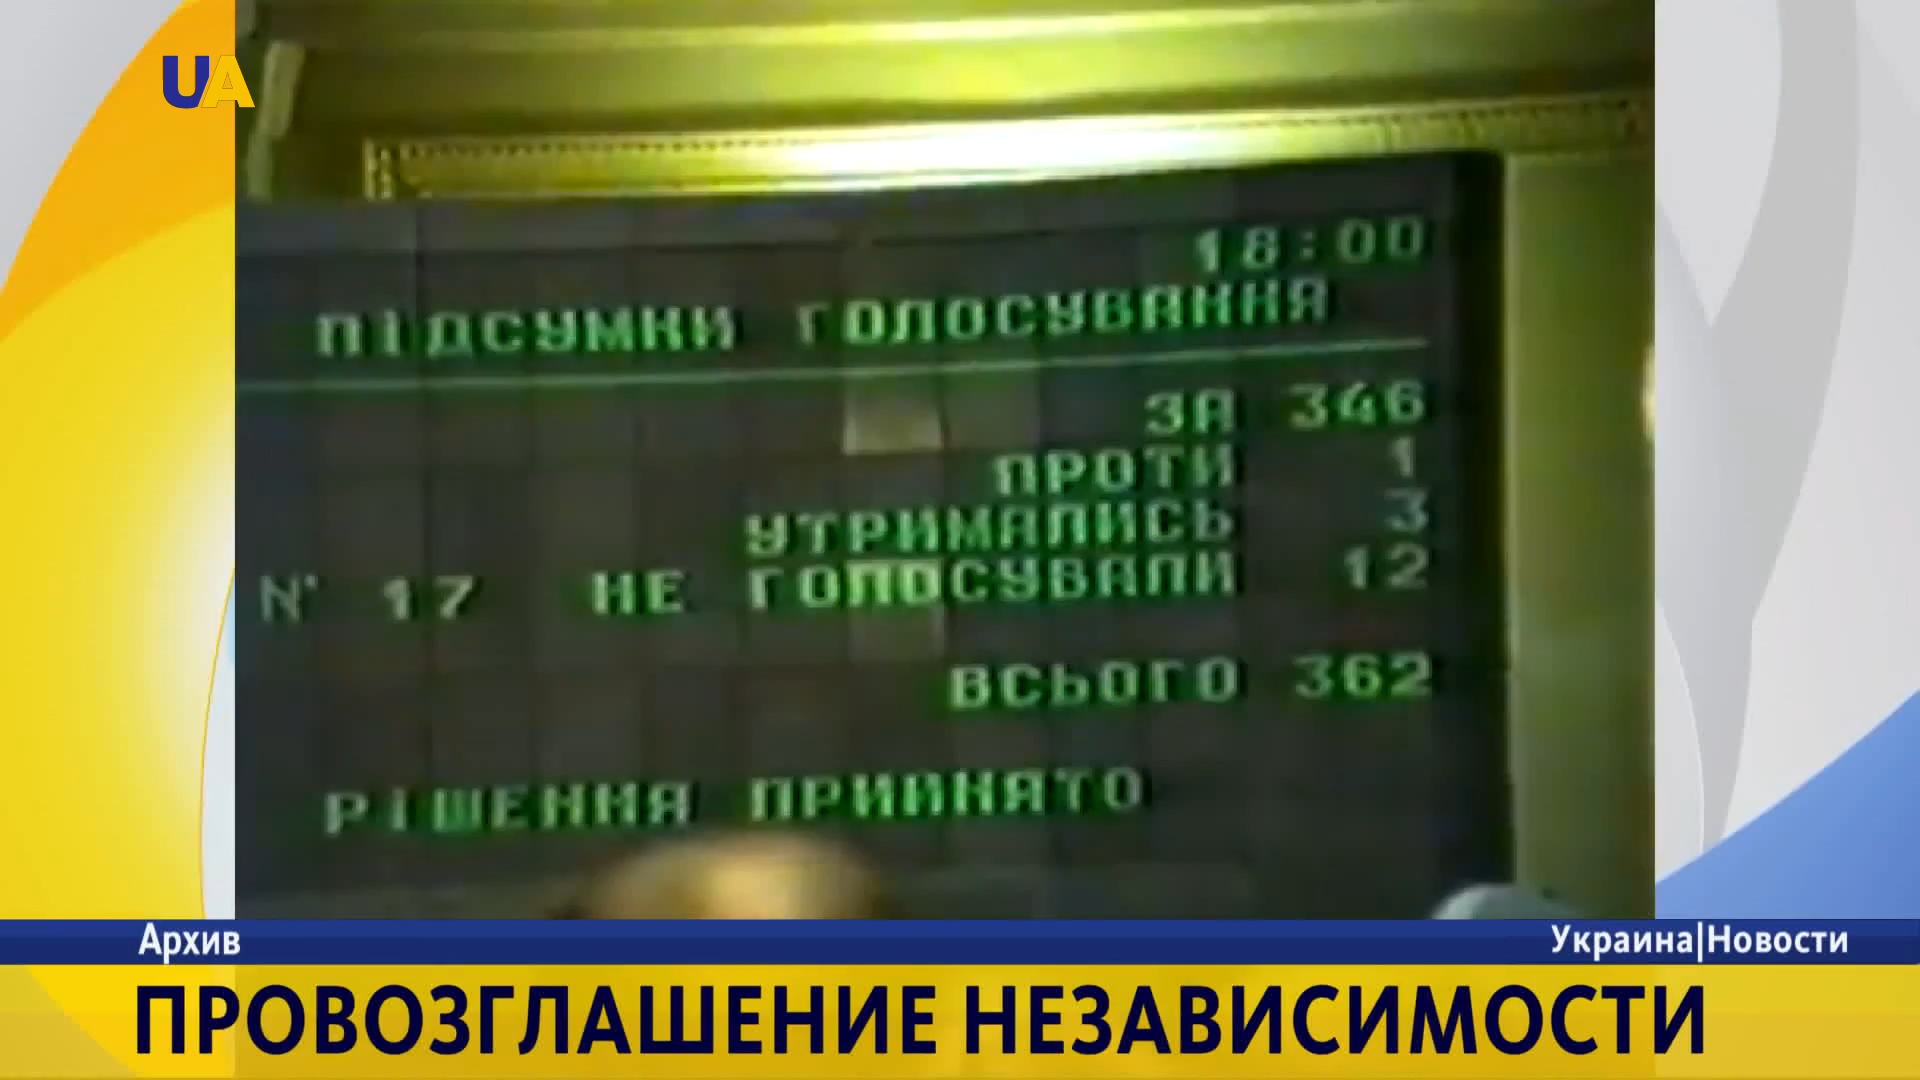 UA
18:00
ПІДСУМКИ ГОЛОСУВАННЯ
ЗА 346
ПРОТИ 1
УТРИМАЛИСЬ 3
N° 17 НЕ ГОЛОСУВАЛИ 12
ВСЬОГО 362
РІШЕННЯ ПРИЙНЯТО
Архив
Украина|Новости
ПРОВОЗГЛАШЕНИЕ НЕЗАВИСИМОСТИ